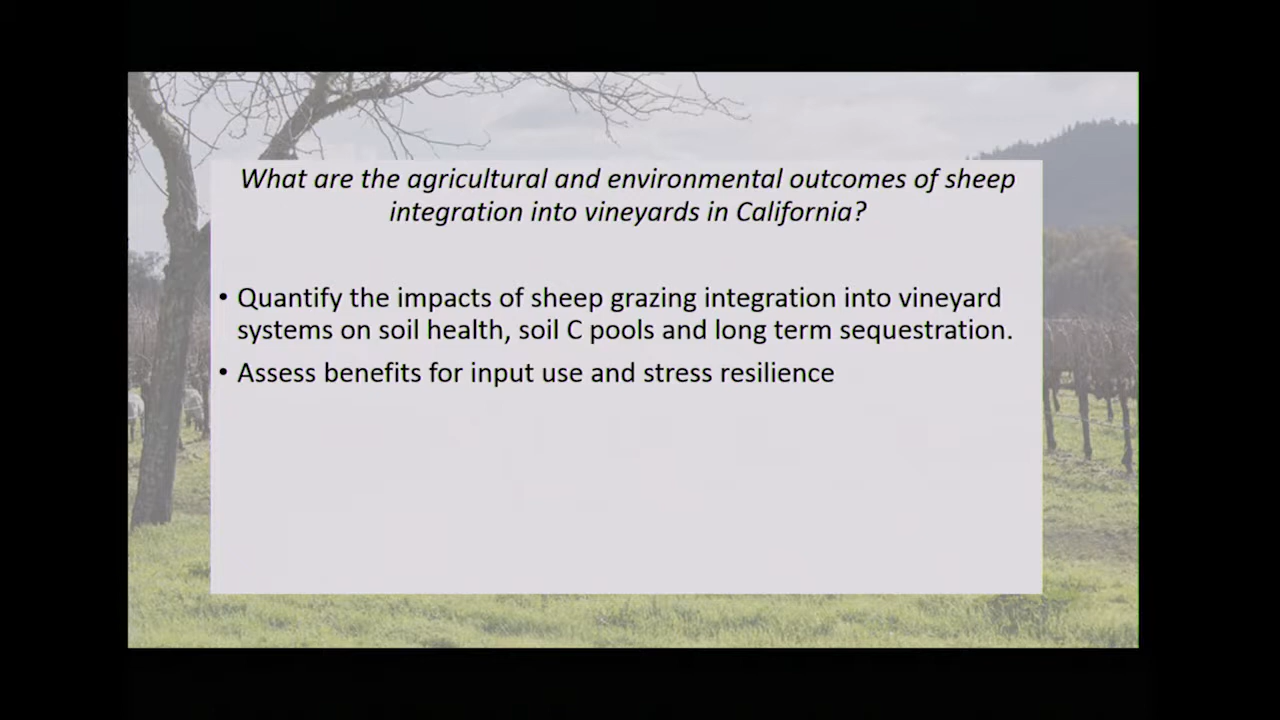 What are the agricultural and environmental outcomes of sheep
integration into vineyards in California?
• Quantify the impacts of sheep grazing integration into vineyard
systems on soil health, soil C pools and long term sequestration.
• Assess benefits for input use and stress resilience